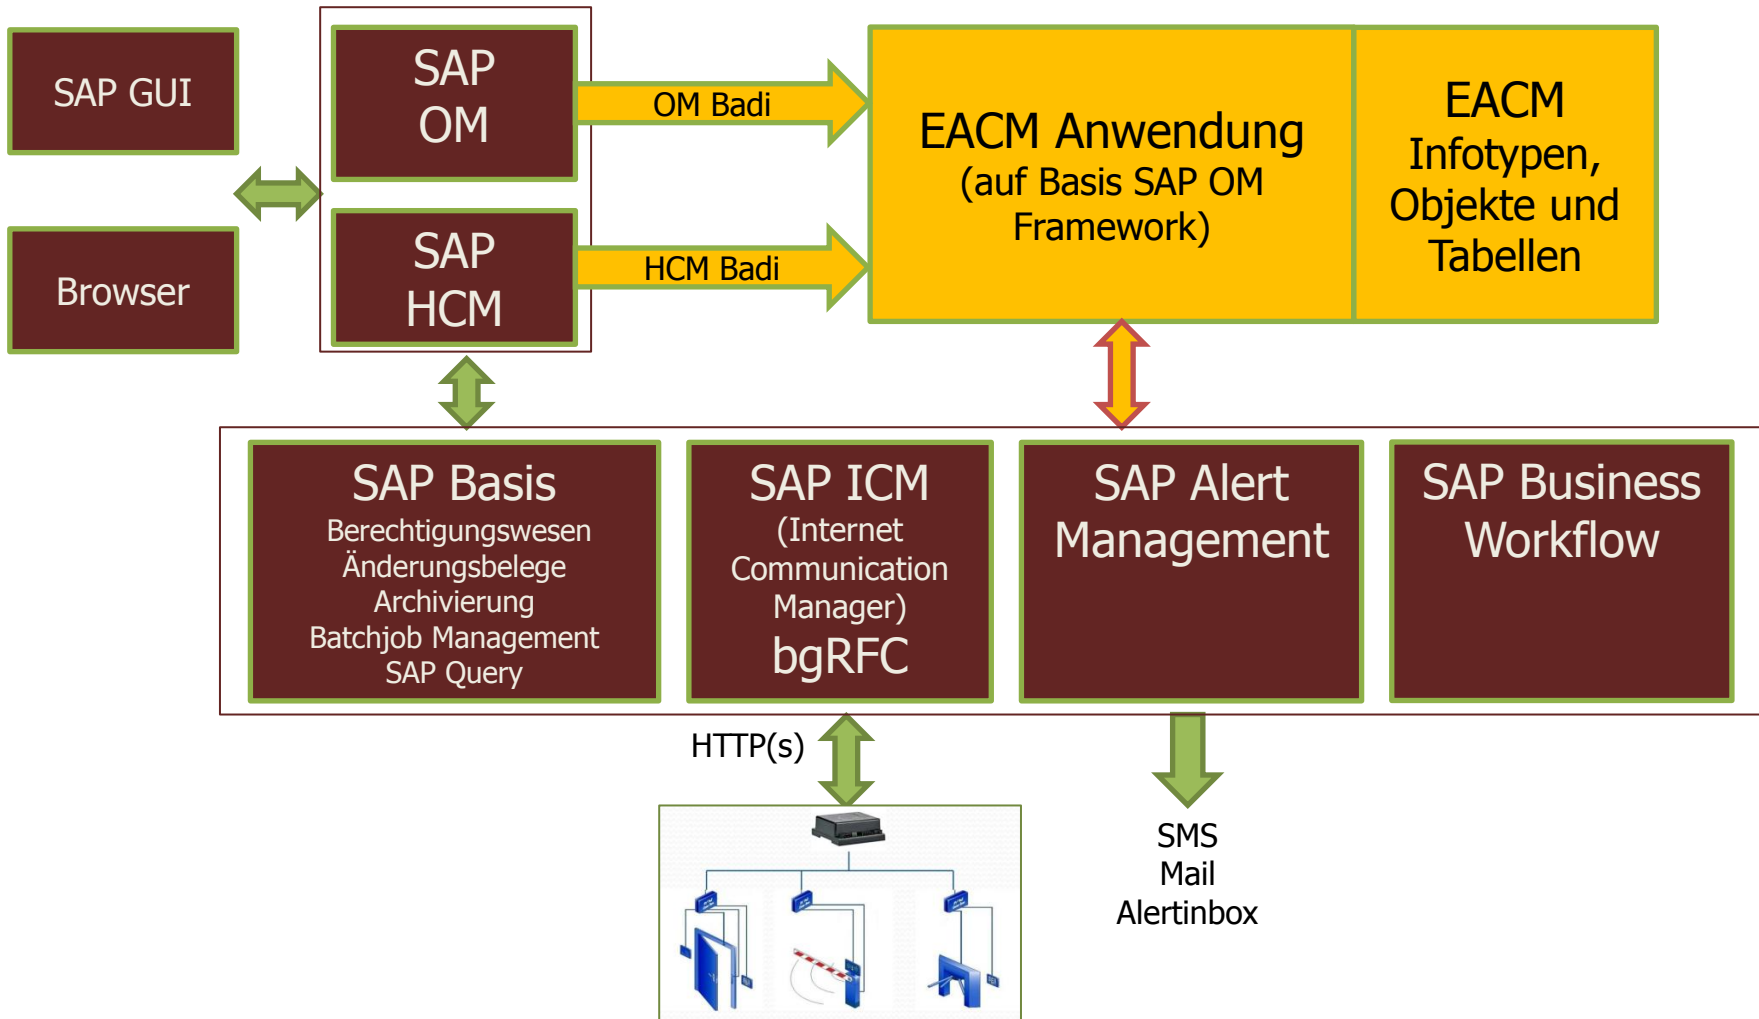 SAP GUI
Browser
SAP
OM
SAP
HCM
OM Badi
HCM Badi
EACM Anwendung
(auf Basis SAP OM
Framework)
EACM
Infotypen,
Objekte und
Tabellen
SAP Basis
Berechtigungswesen
Änderungsbelege
Archivierung
Batchjob Management
SAP Query
SAP ICM
(Internet
Communication
Manager)
bgRFC
SAP Alert
Management
SAP Business
Workflow
HTTP(s)
SMS
Mail
Alertinbox